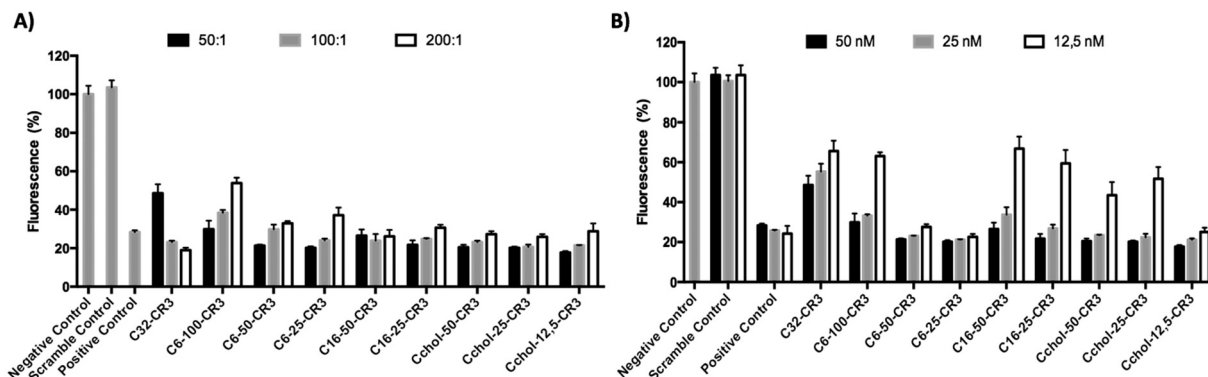 A)
50:1 100:1 200:1
120
100
80
60
40
20
0
Fluorescence (%)
Negative Control
Scramble Control
Positive Control
C32-CR3
C6-100-CR3
C6-50-CR3
C6-25-CR3
C16-50-CR3
C16-25-CR3
Cchol-50-CR3
Cchol-25-CR3
Cchol-12,5-CR3
B)
50 nM 25 nM 12,5 nM
120
100
80
60
40
20
0
Fluorescence (%)
Negative Control
Scramble Control
Positive Control
C32-CR3
C6-100-CR3
C6-50-CR3
C6-25-CR3
C16-50-CR3
C16-25-CR3
Cchol-50-CR3
Cchol-25-CR3
Cchol-12,5-CR3